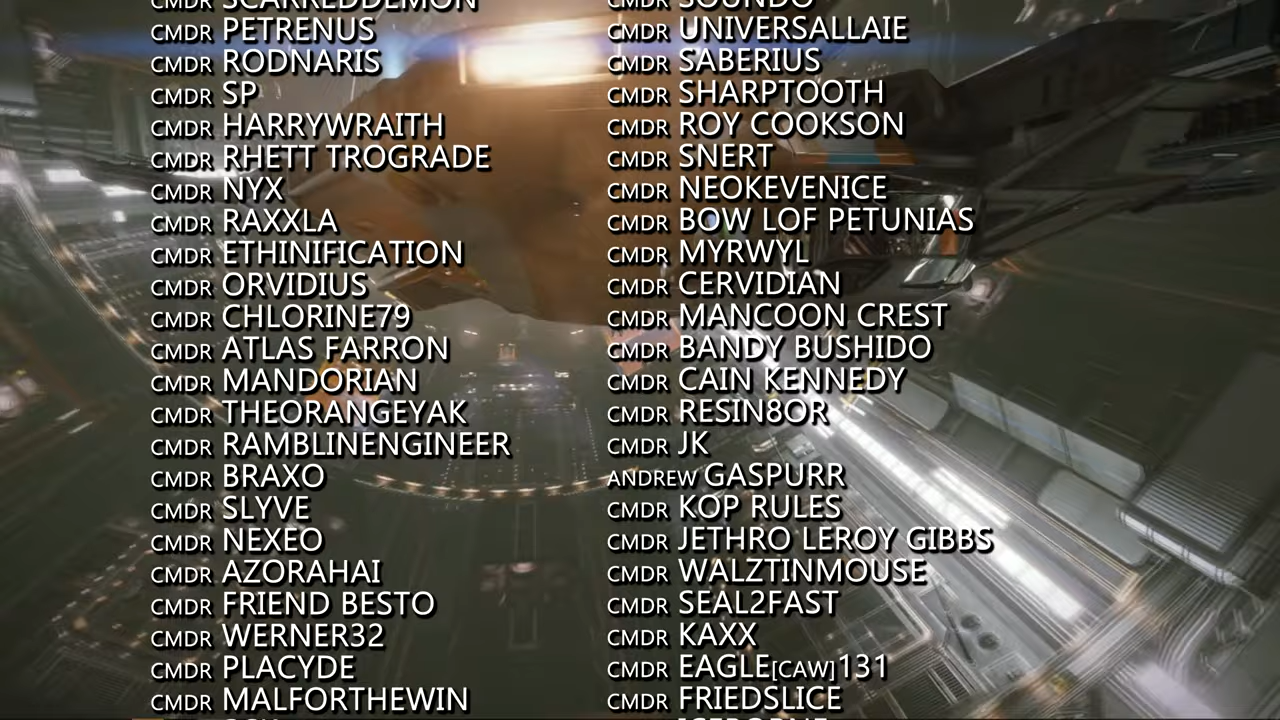 CMDR SCARREDDEMON
CMDR PETRENUS
CMDR RODNARIS
CMDR SP
CMDR HARRYWRAITH
CMDR RHETT TROGRADE
CMDR NYX
CMDR RAXXLA
CMDR ETHINIFICATION
CMDR ORVIDIUS
CMDR CHLORINE79
CMDR ATLAS FARRON
CMDR MANDORIAN
CMDR THEORANGEYAK
CMDR RAMBLINENGINEER
CMDR BRAXO
CMDR SLYVE
CMDR NEXEO
CMDR AZORAHAI
CMDR FRIEND BESTO
CMDR WERNER32
CMDR PLACYDE
CMDR MALFORTHEWIN
CMDR SOUNDO
CMDR UNIVERSALLAIE
CMDR SABERIUS
CMDR SHARPTOOTH
CMDR ROY COOKSON
CMDR SNERT
CMDR NEOKEVENICE
CMDR BOW LOF PETUNIAS
CMDR MYRWYL
CMDR CERVIDIAN
CMDR MANCOON CREST
CMDR BANDY BUSHIDO
CMDR CAIN KENNEDY
CMDR RESIN8OR
CMDR JK
ANDREW GASPURR
CMDR KOP RULES
CMDR JETHRO LEROY GIBBS
CMDR WALZTINMOUSE
CMDR SEAL2FAST
CMDR KAXX
CMDR EAGLE[CAW]131
CMDR FRIEDSLICE